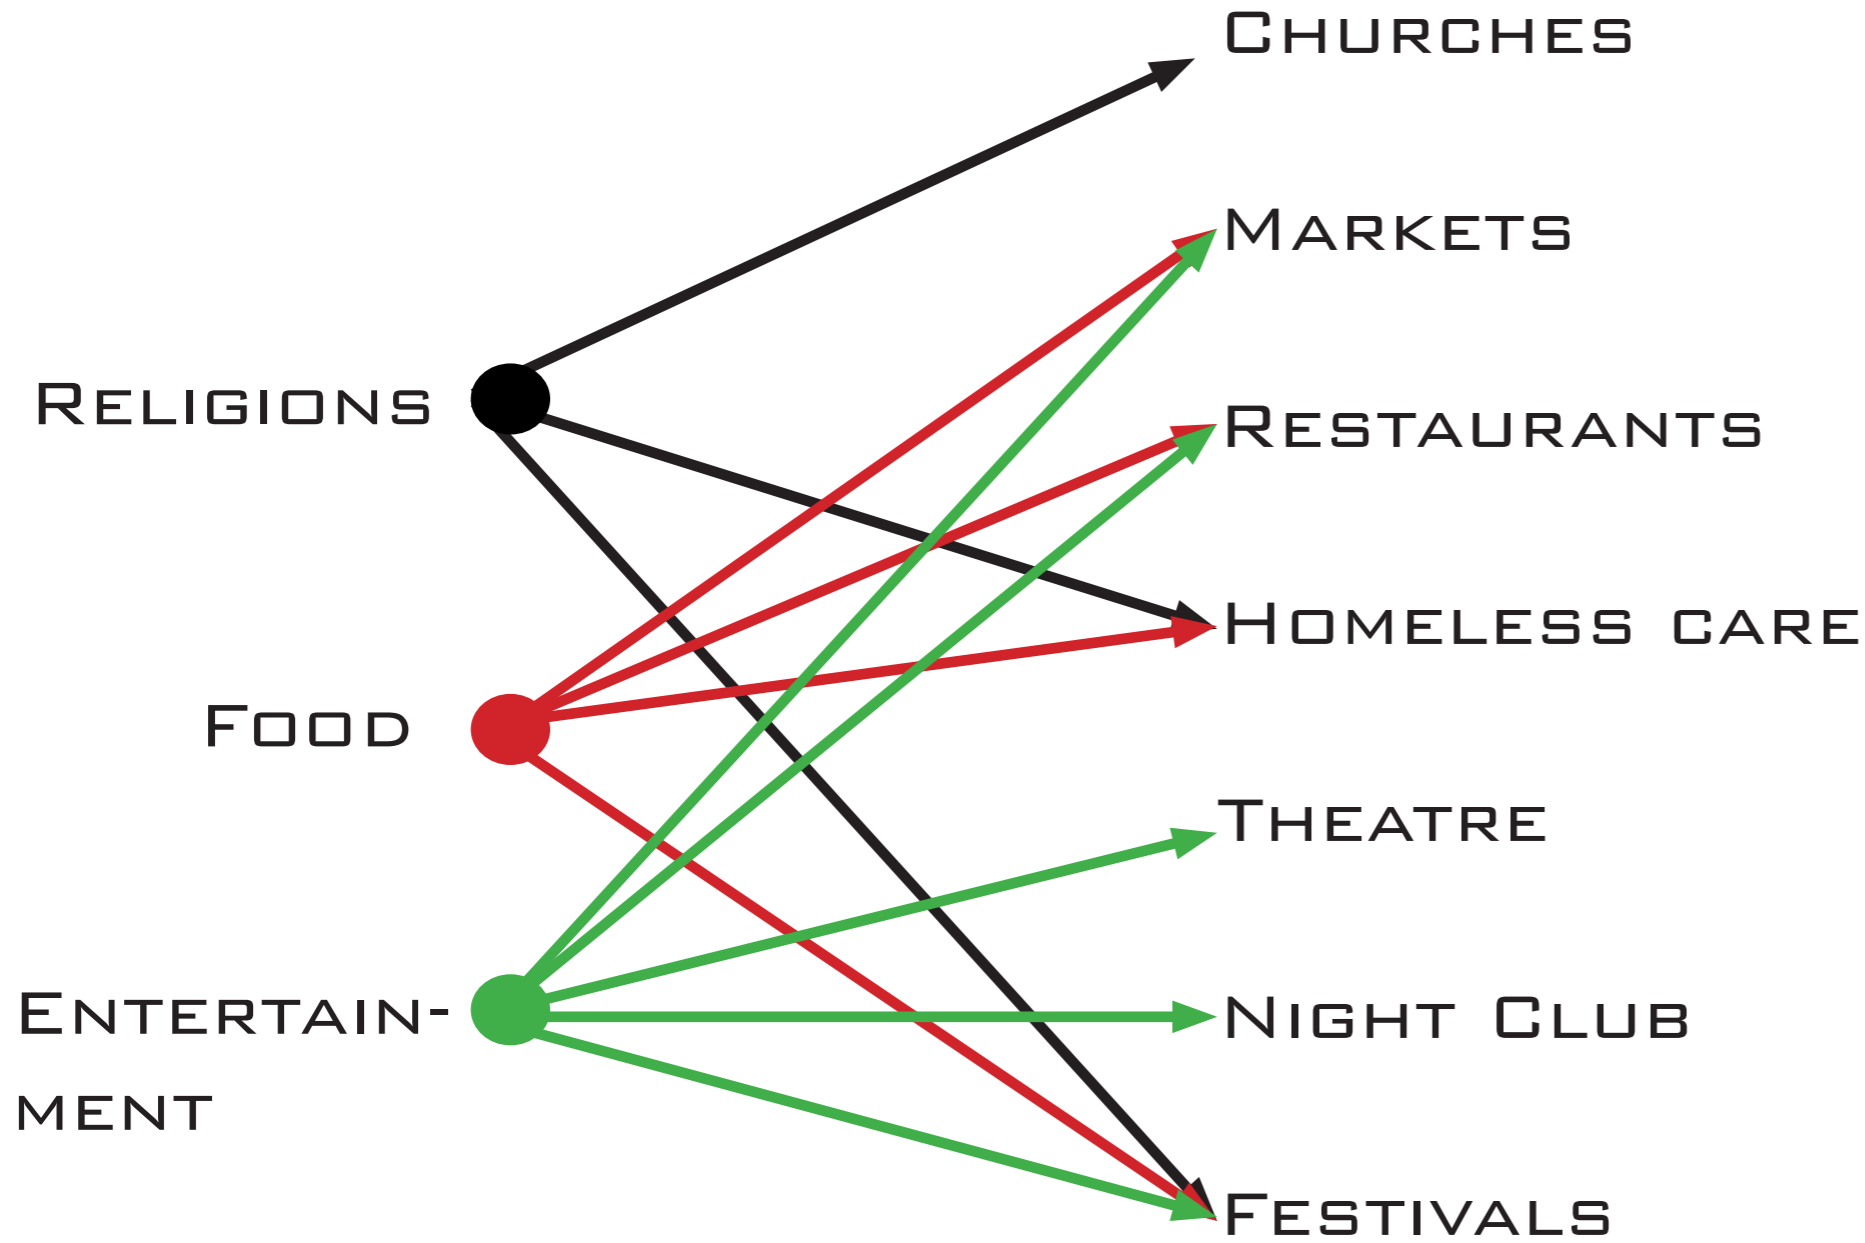 Churches
Markets
Religions
Restaurants
Homeless care
Food
Theatre
Entertain-
ment
Night Club
Festivals